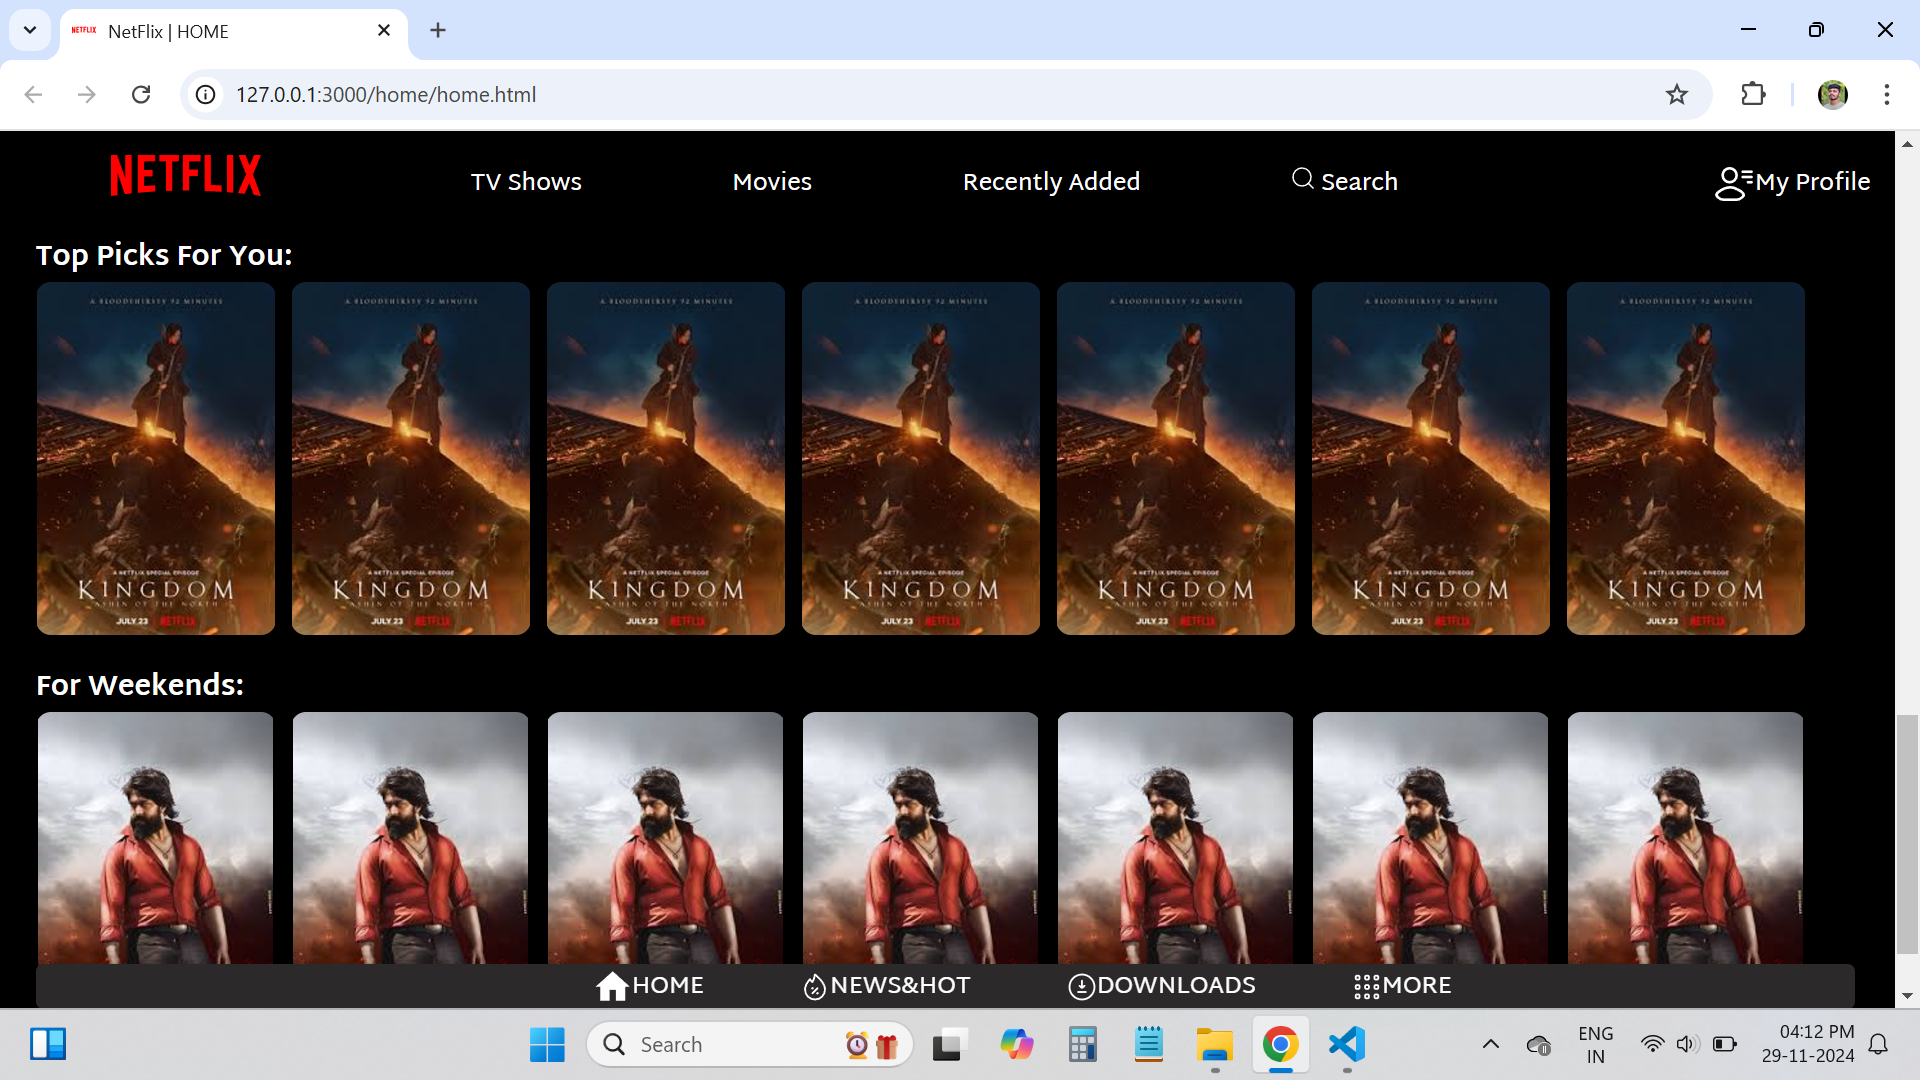 NETFLIX NetFlix | HOME
127.0.0.1:3000/home/home.html
NETFLIX TV Shows Movies Recently Added Search My Profile
Top Picks For You:
A BLOODTHIRSTY 92 MINUTES A BLOODTHIRSTY 92 MINUTES A BLOODTHIRSTY 92 MINUTES A BLOODTHIRSTY 92 MINUTES A BLOODTHIRSTY 92 MINUTES A BLOODTHIRSTY 92 MINUTES A BLOODTHIRSTY 92 MINUTES
A NETFLIX SPECIAL EPISODE A NETFLIX SPECIAL EPISODE A NETFLIX SPECIAL EPISODE A NETFLIX SPECIAL EPISODE A NETFLIX SPECIAL EPISODE A NETFLIX SPECIAL EPISODE A NETFLIX SPECIAL EPISODE
KINGDOM KINGDOM KINGDOM KINGDOM KINGDOM KINGDOM KINGDOM
ASHIN OF THE NORTH ASHIN OF THE NORTH ASHIN OF THE NORTH ASHIN OF THE NORTH ASHIN OF THE NORTH ASHIN OF THE NORTH ASHIN OF THE NORTH
JULY 23 NETFLIX JULY 23 NETFLIX JULY 23 NETFLIX JULY 23 NETFLIX JULY 23 NETFLIX JULY 23 NETFLIX JULY 23 NETFLIX
For Weekends:
HOME NEWS&HOT DOWNLOADS MORE
Search ENG 04:12 PM
IN 29-11-2024